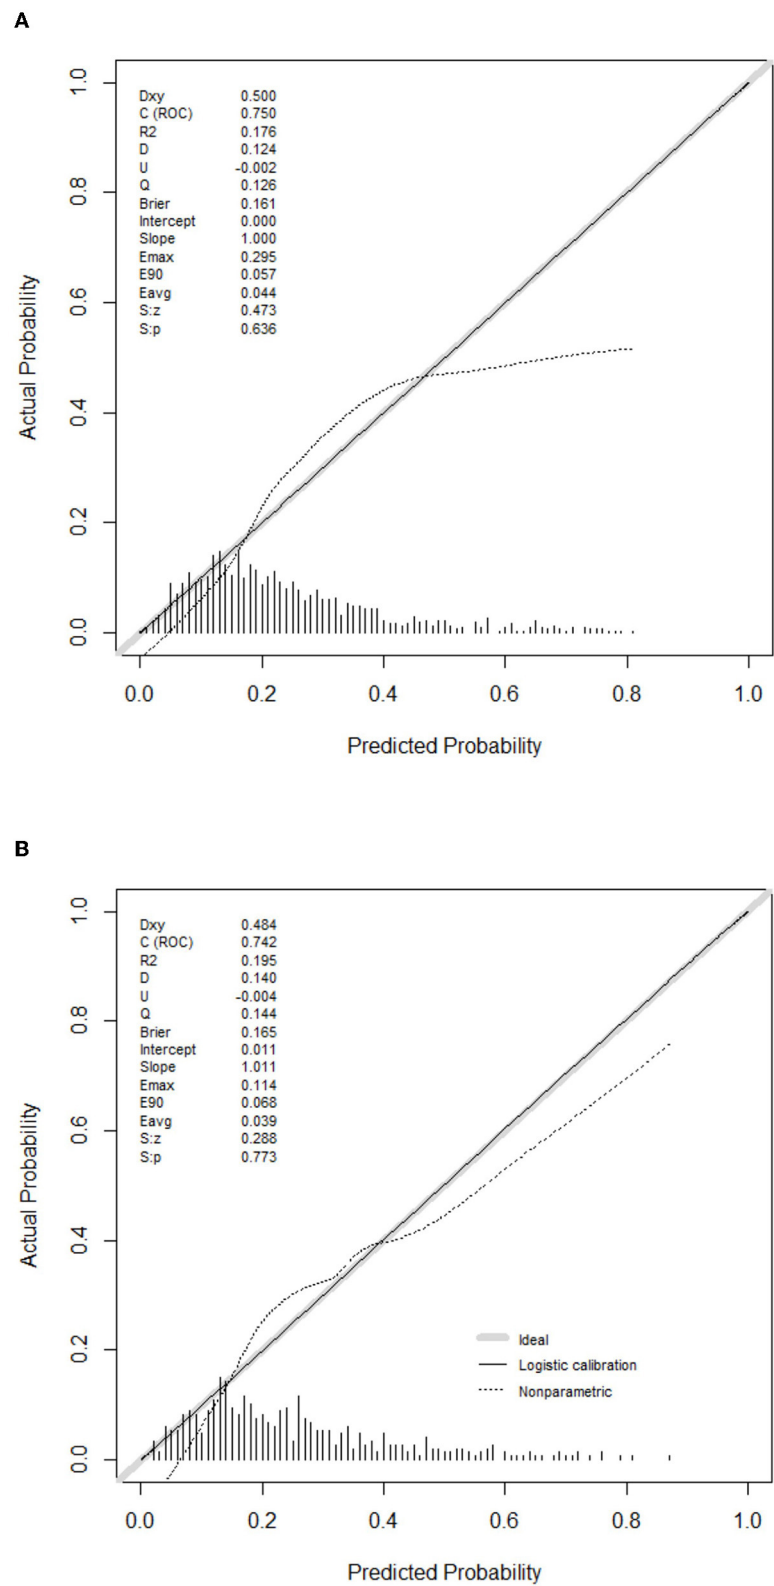 A
Dxy 0.500
C (ROC) 0.750
R2 0.176
D 0.124
U -0.002
Q 0.126
Brier 0.161
Intercept 0.000
Slope 1.000
Emax 0.295
E90 0.057
Eavg 0.044
S:z 0.473
S:p 0.636
Actual Probability
1.0
0.8
0.6
0.4
0.2
0.0
0.0 0.2 0.4 0.6 0.8 1.0
Predicted Probability
B
Dxy 0.484
C (ROC) 0.742
R2 0.195
D 0.140
U -0.004
Q 0.144
Brier 0.165
Intercept 0.011
Slope 1.011
Emax 0.114
E90 0.068
Eavg 0.039
S:z 0.288
S:p 0.773
Actual Probability
1.0
0.8
0.6
0.4
0.2
0.0
Ideal
Logistic calibration
Nonparametric
0.0 0.2 0.4 0.6 0.8 1.0
Predicted Probability